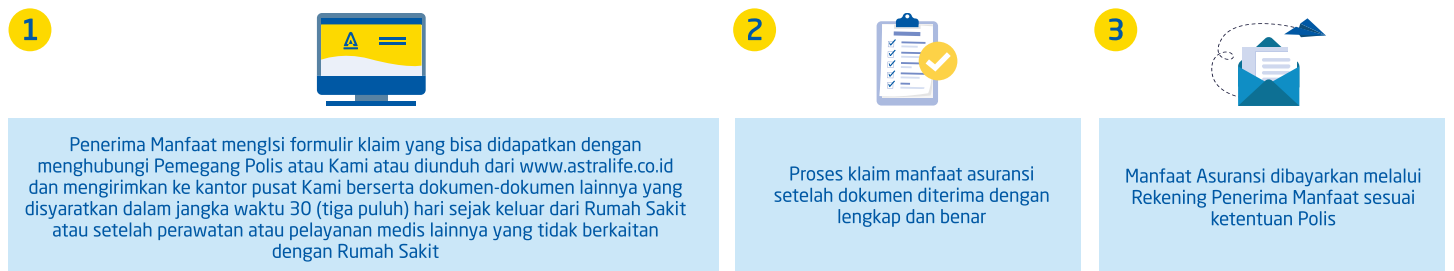 1
Penerima Manfaat mengIsi formulir klaim yang bisa didapatkan dengan
menghubungi Pemegang Polis atau Kami atau diunduh dari www.astralife.co.id
dan mengirimkan ke kantor pusat Kami berserta dokumen-dokumen lainnya yang
disyaratkan dalam jangka waktu 30 (tiga puluh) hari sejak keluar dari Rumah Sakit
atau setelah perawatan atau pelayanan medis lainnya yang tidak berkaitan
dengan Rumah Sakit
2
Proses klaim manfaat asuransi
setelah dokumen diterima dengan
lengkap dan benar
3
Manfaat Asuransi dibayarkan melalui
Rekening Penerima Manfaat sesuai
ketentuan Polis